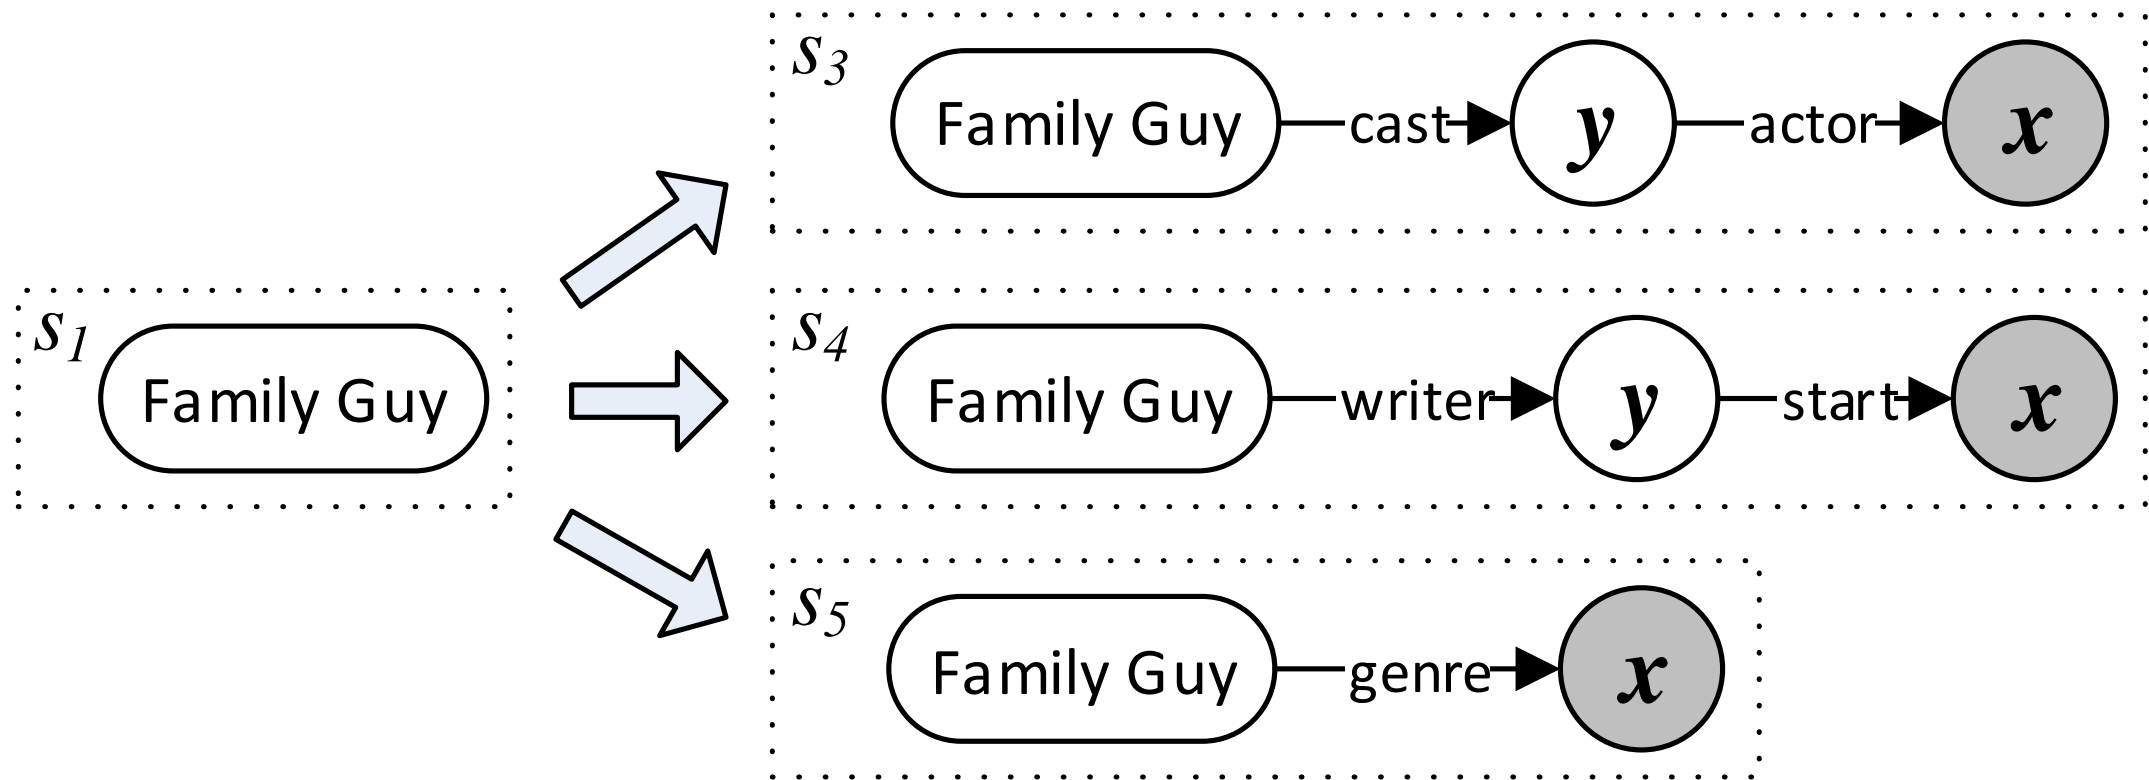 s3 Family Guy cast y actor x
s1 Family Guy
s4 Family Guy writer y start x
s5 Family Guy genre x